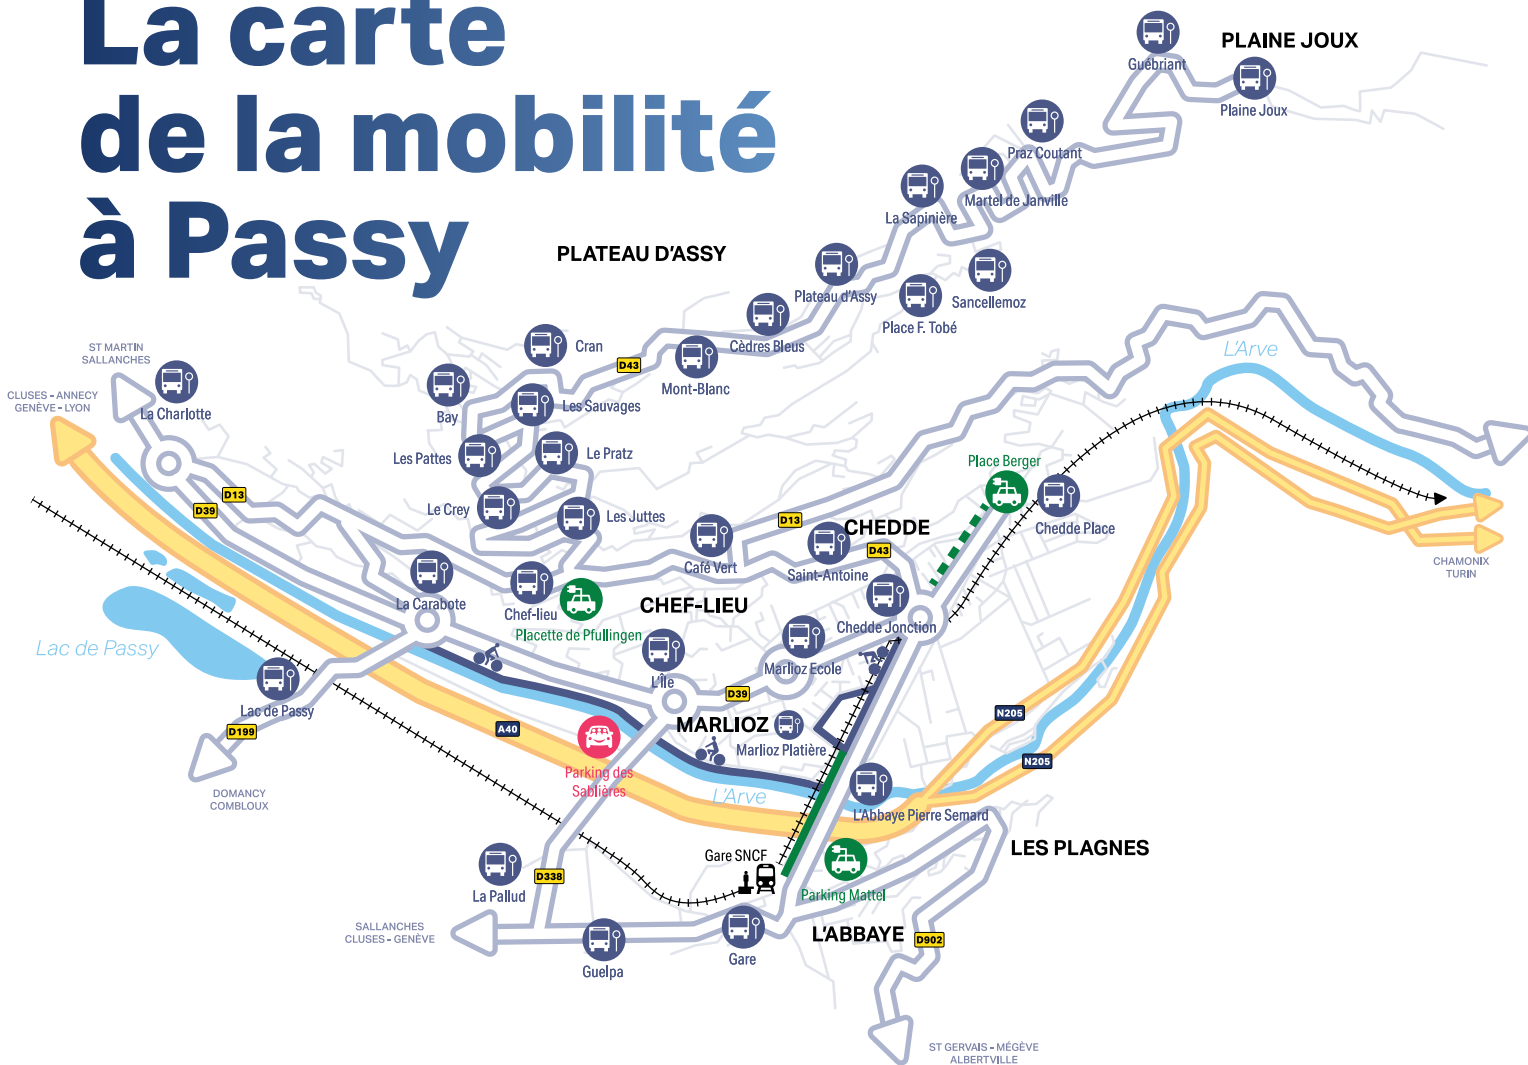 La carte
de la mobilité
à Passy
PLAINE JOUX
Guébriant
Plaine Joux
Praz Coutant
Martel de Janville
La Sapinière
PLATEAU D'ASSY
Plateau d'Assy
Sancellemoz
Place F. Tobé
Cèdres Bleus
Cran
D43
Mont-Blanc
ST MARTIN
SALLANCHES
La Charlotte
CLUSES - ANNECY
GENÈVE - LYON
Bay
Les Sauvages
L'Arve
Les Pattes
Le Pratz
Place Berger
D13
D39
Le Crey
Les Juttes
D13
CHEDDE
Chedde Place
D43
Café Vert
Saint-Antoine
CHAMONIX
TURIN
La Carabote
Chef-lieu
CHEF-LIEU
Placette de Pfullingen
Chedde Jonction
Lac de Passy
L'Île
Marlioz Ecole
D39
Lac de Passy
D199
A40
MARLIOZ
Marlioz Platière
N205
N205
Parking des
Sablières
L'Arve
DOMANCY
COMBLOUX
L'Abbaye Pierre Semard
LES PLAGNES
Gare SNCF
La Pallud
D338
Parking Mattel
SALLANCHES
CLUSES - GENÈVE
L'ABBAYE
D902
Guelpa
Gare
ST GERVAIS - MÉGÈVE
ALBERTVILLE